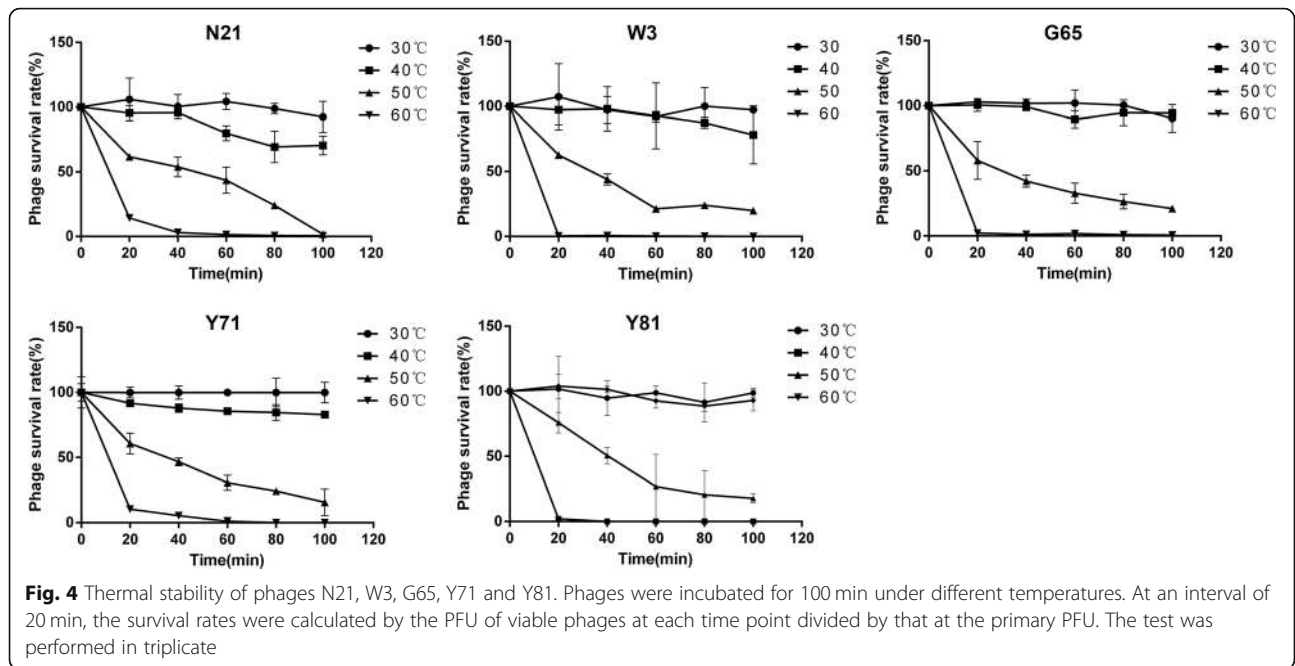 N21
150
100
50
0
Phage survival rate(%)
0 20 40 60 80 100 120
Time(min)
30℃
40℃
50℃
60℃
W3
150
100
50
0
Phage survival rate(%)
0 20 40 60 80 100 120
Time(min)
30
40
50
60
G65
150
100
50
0
Phage survival rate(%)
0 20 40 60 80 100 120
Time(min)
30℃
40℃
50℃
60℃
Y71
150
100
50
0
Phage survival rate(%)
0 20 40 60 80 100 120
Time(min)
30℃
40℃
50℃
60℃
Y81
150
100
50
0
Phage survival rate(%)
0 20 40 60 80 100 120
Time(min)
30℃
40℃
50℃
60℃
Fig. 4 Thermal stability of phages N21, W3, G65, Y71 and Y81. Phages were incubated for 100 min under different temperatures. At an interval of
20 min, the survival rates were calculated by the PFU of viable phages at each time point divided by that at the primary PFU. The test was
performed in triplicate